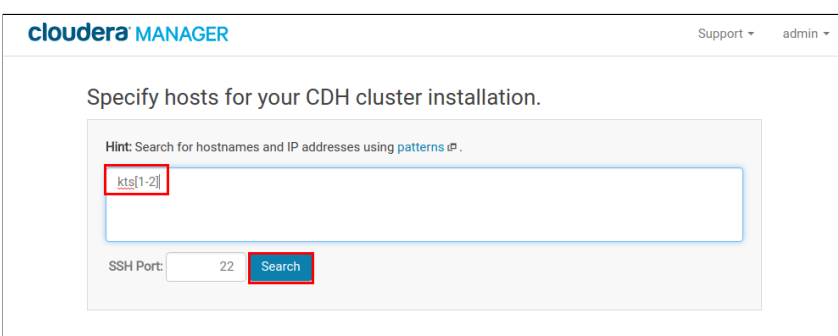 cloudera MANAGER Support admin
Specify hosts for your CDH cluster installation.
Hint: Search for hostnames and IP addresses using patterns .
kts[1-2]
SSH Port: 22 Search